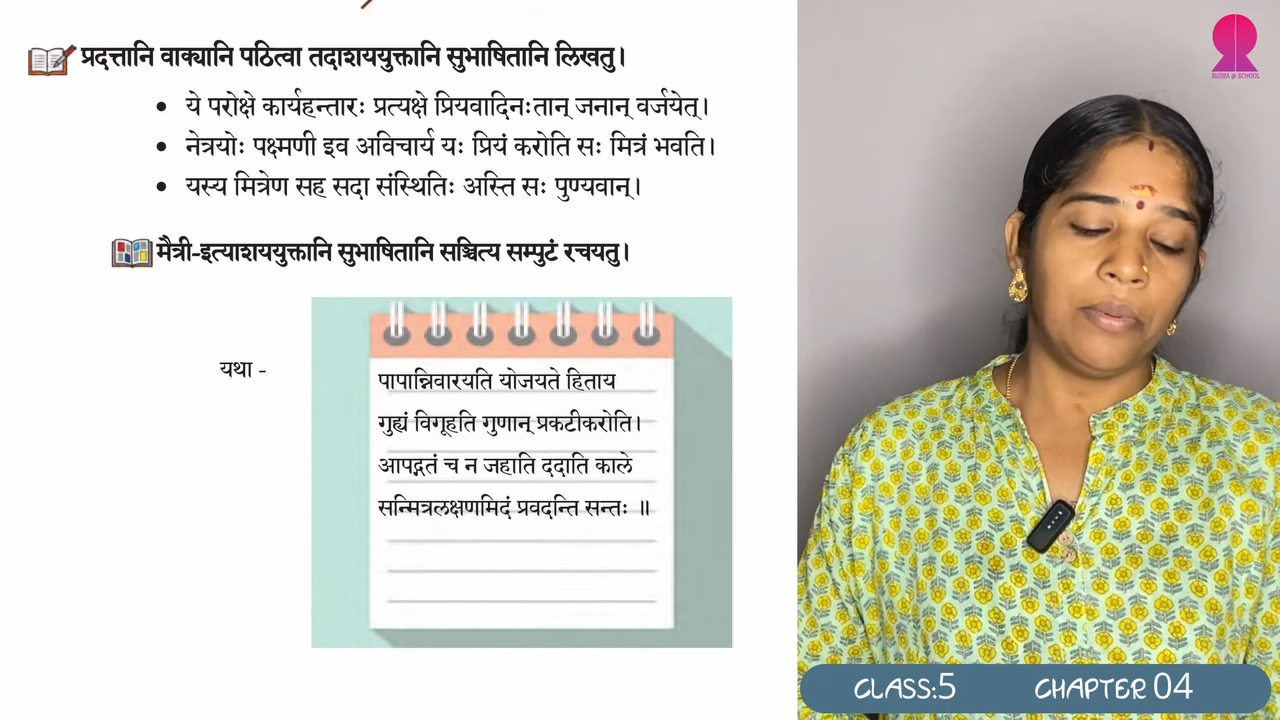 प्रदत्तानि वाक्यानि पठित्वा तदाशययुक्तानि सुभाषितानि लिखतु।
• ये परोक्षे कार्यहन्तारः प्रत्यक्षे प्रियवादिनःतान् जनान् वर्जयेत्।
• नेत्रयोः पक्ष्मणी इव अविचार्य यः प्रियं करोति सः मित्रं भवति।
• यस्य मित्रेण सह सदा संस्थितिः अस्ति सः पुण्यवान्।
मैत्री-इत्याशययुक्तानि सुभाषितानि सञ्चित्य सम्पुटं रचयतु।
यथा -
पापान्निवारयति योजयते हिताय
गुह्यं विगूहति गुणान् प्रकटीकरोति।
आपद्गतं च न जहाति ददाति काले
सन्मित्रलक्षणमिदं प्रवदन्ति सन्तः ॥
RUDRA @ SCHOOL
CLASS:5 CHAPTER 04